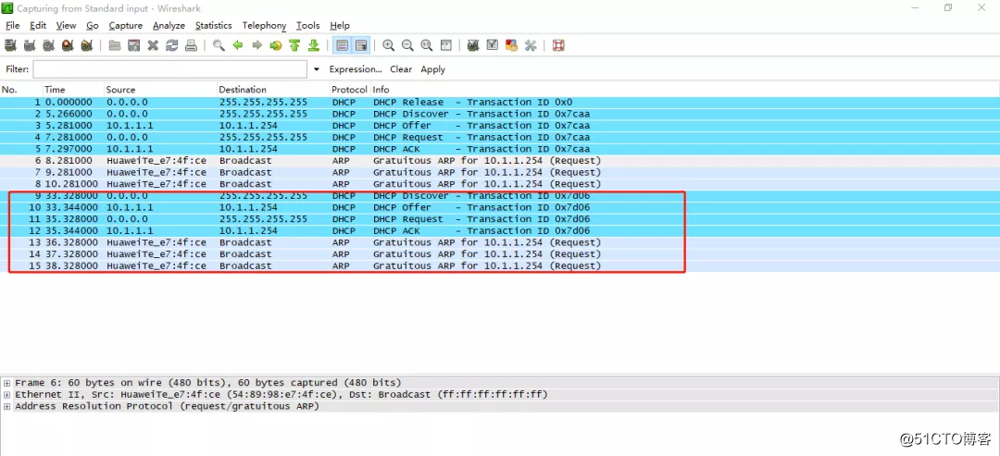 Capturing from Standard input - Wireshark
File Edit View Go Capture Analyze Statistics Telephony Tools Help
Filter: Expression... Clear Apply
No. Time Source Destination Protocol Info
1 0.000000 0.0.0.0 255.255.255.255 DHCP DHCP Release - Transaction ID 0x0
2 5.266000 0.0.0.0 255.255.255.255 DHCP DHCP Discover - Transaction ID 0x7caa
3 5.281000 10.1.1.1 10.1.1.254 DHCP DHCP Offer - Transaction ID 0x7caa
4 7.281000 0.0.0.0 255.255.255.255 DHCP DHCP Request - Transaction ID 0x7caa
5 7.297000 10.1.1.1 10.1.1.254 DHCP DHCP ACK - Transaction ID 0x7caa
6 8.281000 HuaweiTe_e7:4f:ce Broadcast ARP Gratuitous ARP for 10.1.1.254 (Request)
7 9.281000 HuaweiTe_e7:4f:ce Broadcast ARP Gratuitous ARP for 10.1.1.254 (Request)
8 10.281000 HuaweiTe_e7:4f:ce Broadcast ARP Gratuitous ARP for 10.1.1.254 (Request)
9 33.328000 0.0.0.0 255.255.255.255 DHCP DHCP Discover - Transaction ID 0x7d06
10 33.344000 10.1.1.1 10.1.1.254 DHCP DHCP Offer - Transaction ID 0x7d06
11 35.328000 0.0.0.0 255.255.255.255 DHCP DHCP Request - Transaction ID 0x7d06
12 35.344000 10.1.1.1 10.1.1.254 DHCP DHCP ACK - Transaction ID 0x7d06
13 36.328000 HuaweiTe_e7:4f:ce Broadcast ARP Gratuitous ARP for 10.1.1.254 (Request)
14 37.328000 HuaweiTe_e7:4f:ce Broadcast ARP Gratuitous ARP for 10.1.1.254 (Request)
15 38.328000 HuaweiTe_e7:4f:ce Broadcast ARP Gratuitous ARP for 10.1.1.254 (Request)
Frame 6: 60 bytes on wire (480 bits), 60 bytes captured (480 bits)
Ethernet II, Src: HuaweiTe_e7:4f:ce (54:89:98:e7:4f:ce), Dst: Broadcast (ff:ff:ff:ff:ff:ff)
Address Resolution Protocol (request/gratuitous ARP)
@51CTO博客